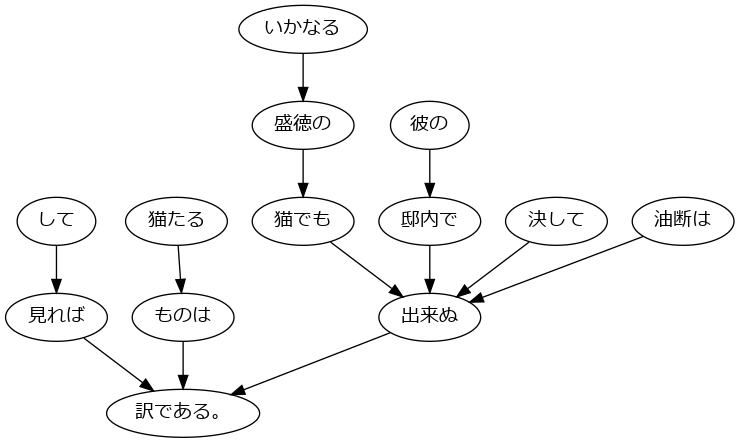 いかなる
盛徳の
彼の
して
猫たる
猫でも
邸内で
決して
油断は
見れば
ものは
出来ぬ
訳である。